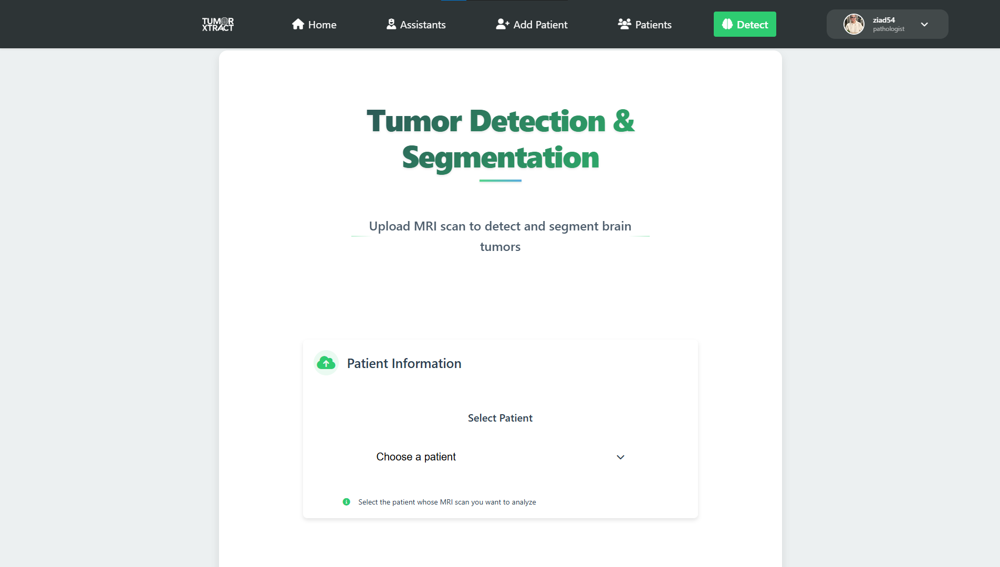 TUMOR
XTRACT
Home
Assistants
Add Patient
Patients
Detect
ziad54
pathologist
Tumor Detection &
Segmentation
Upload MRI scan to detect and segment brain
tumors
Patient Information
Select Patient
Choose a patient
Select the patient whose MRI scan you want to analyze